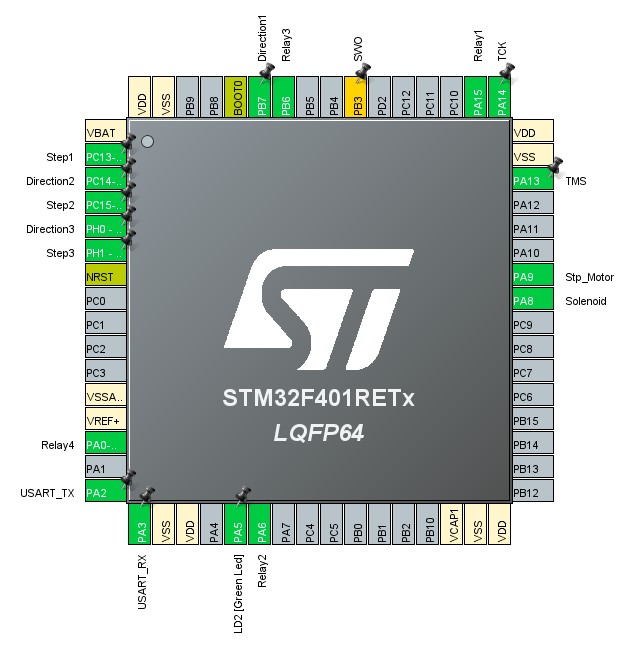 Direction1
Relay3
SWO
Relay1
TCK
VDD
VSS
PB9
PB8
BOOT0
PB7
PB6
PB5
PB4
PB3
PD2
PC12
PC11
PC10
PA15
PA14
VBAT
Step1 PC13-..
Direction2 PC14-..
Step2 PC15-..
Direction3 PH0 - ..
Step3 PH1 - ..
NRST
PC0
PC1
PC2
PC3
VSSA..
VREF+
Relay4 PA0-..
PA1
USART_TX PA2
VDD
VSS
PA13 TMS
PA12
PA11
PA10
PA9 Stp_Motor
PA8 Solenoid
PC9
PC8
PC7
PC6
PB15
PB14
PB13
PB12
ST
STM32F401RETx
LQFP64
PA3
VSS
VDD
PA4
PA5
PA6
PA7
PC4
PC5
PB0
PB1
PB2
PB10
VCAP1
VSS
VDD
USART_RX
LD2 [Green Led]
Relay2